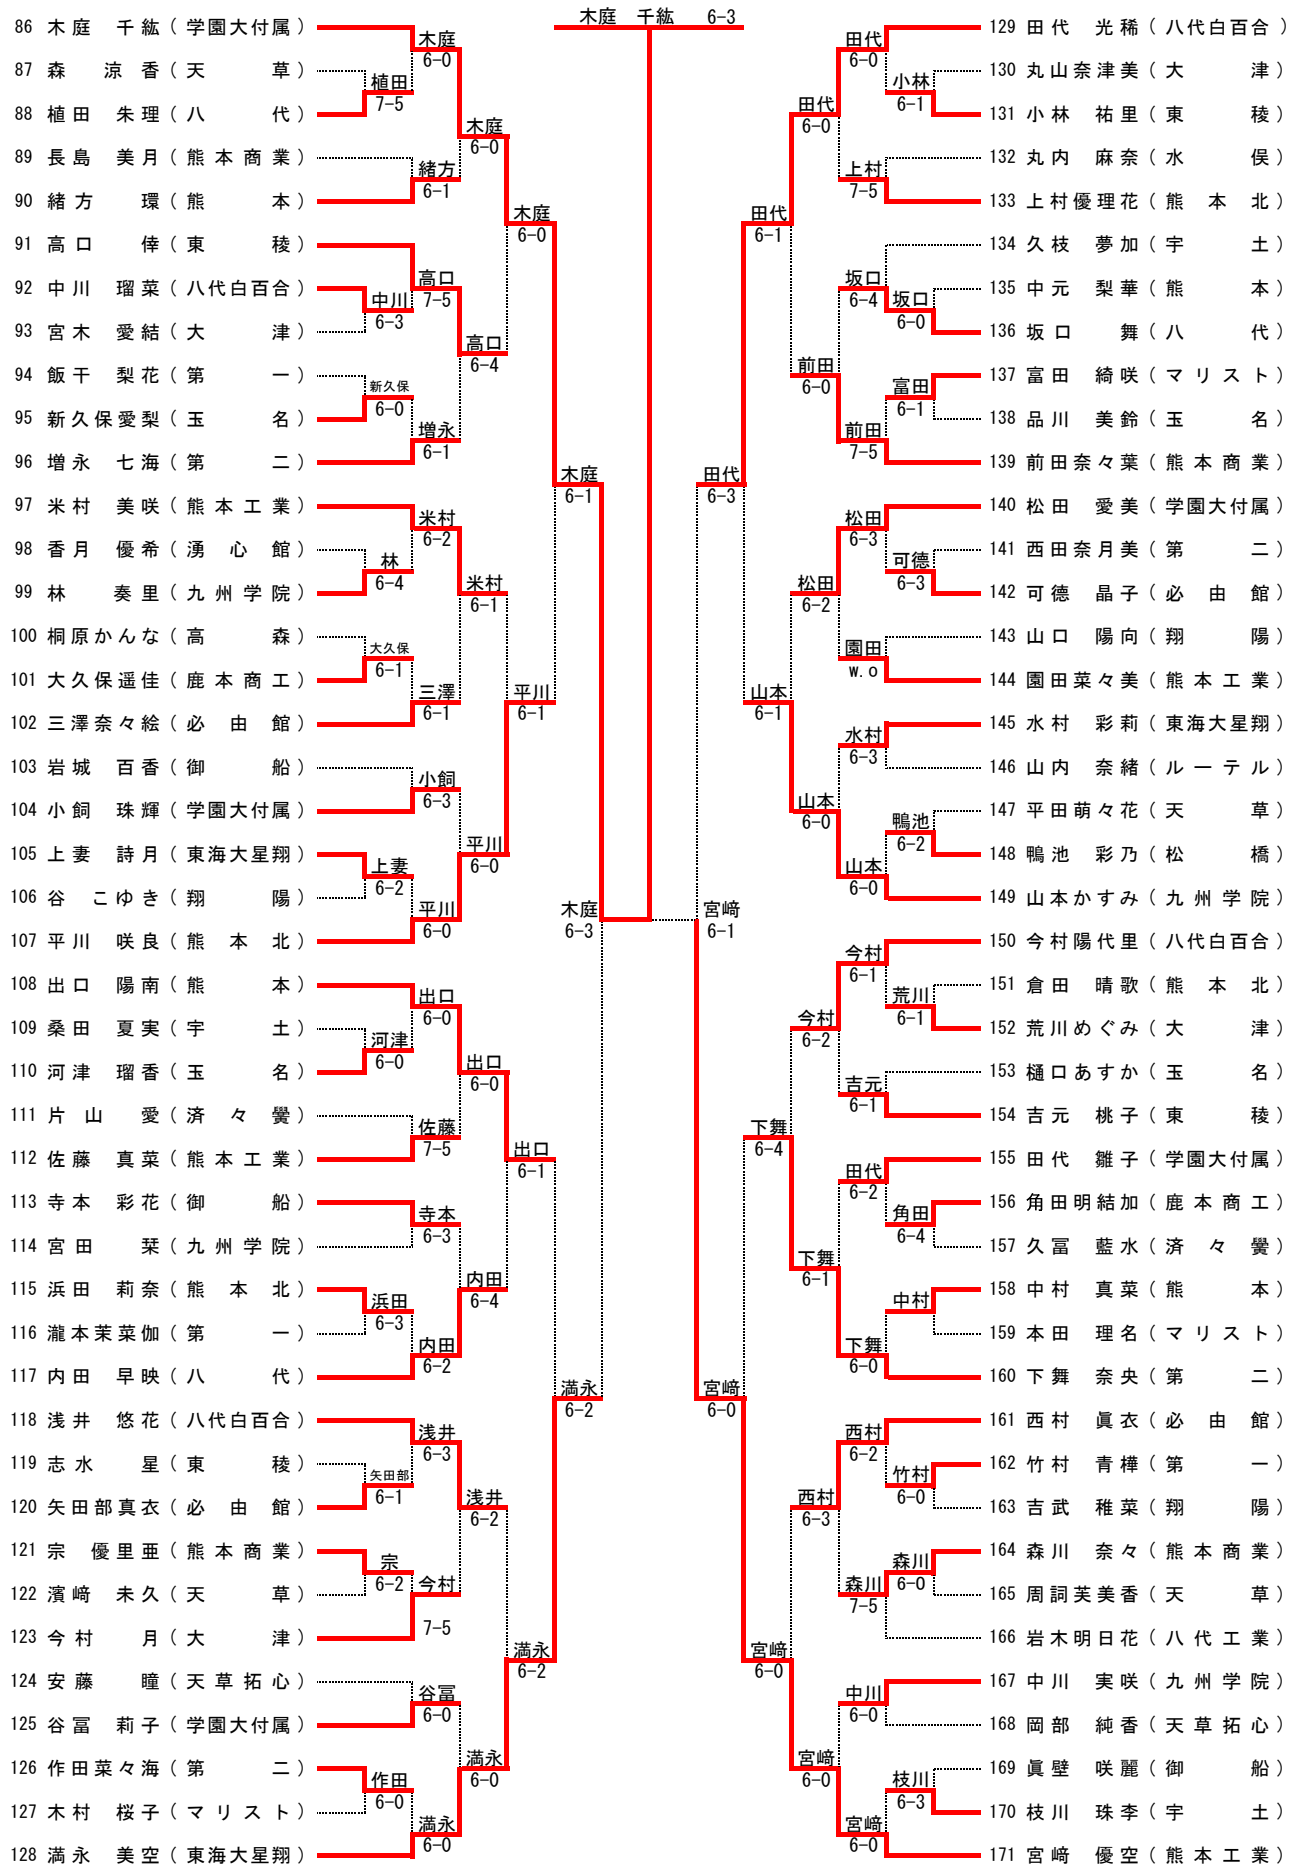 木庭 千紘 6-3
86 木庭 千紘 (学園大付属)
87 森 涼香 (天草)
88 植田 朱理 (八代)
89 長島 美月 (熊本商業)
90 緒方 環 (熊本)
91 高口 倖 (東稜)
92 中川 瑠菜 (八代白百合)
93 宮木 愛結 (大津)
94 飯干 梨花 (第一)
95 新久保愛梨 (玉名)
96 増永 七海 (第二)
97 米村 美咲 (熊本工業)
98 香月 優希 (湧心館)
99 林 奏里 (九州学院)
100 桐原かんな (高森)
101 大久保遥佳 (鹿本商工)
102 三澤奈々絵 (必由館)
103 岩城 百香 (御船)
104 小飼 珠輝 (学園大付属)
105 上妻 詩月 (東海大星翔)
106 谷 こゆき (翔陽)
107 平川 咲良 (熊本北)
108 出口 陽南 (熊本)
109 桑田 夏実 (宇土)
110 河津 瑠香 (玉名)
111 片山 愛 (済々黌)
112 佐藤 真菜 (熊本工業)
113 寺本 彩花 (御船)
114 宮田 栞 (九州学院)
115 浜田 莉奈 (熊本北)
116 瀧本茉菜伽 (第一)
117 内田 早映 (八代)
118 浅井 悠花 (八代白百合)
119 志水 星 (東稜)
120 矢田部真衣 (必由館)
121 宗 優里亜 (熊本商業)
122 濱﨑 未久 (天草)
123 今村 月 (大津)
124 安藤 瞳 (天草拓心)
125 谷冨 莉子 (学園大付属)
126 作田菜々海 (第二)
127 木村 桜子 (マリスト)
128 満永 美空 (東海大星翔)
植田
7-5
中川
6-3
新久保
6-0
林
6-4
大久保
6-1
上妻
6-2
河津
6-0
浜田
6-3
矢田部
6-1
宗
6-2
作田
6-0
木庭
6-0
緒方
6-1
高口
7-5
増永
6-1
米村
6-2
三澤
6-1
小飼
6-3
平川
6-0
出口
6-0
佐藤
7-5
寺本
6-3
内田
6-2
浅井
6-3
今村
7-5
谷冨
6-0
満永
6-0
木庭
6-0
高口
6-4
米村
6-1
平川
6-0
出口
6-0
内田
6-4
浅井
6-2
満永
6-0
木庭
6-0
平川
6-1
出口
6-1
満永
6-2
木庭
6-1
満永
6-2
木庭
6-3
宮﨑
6-1
田代
6-3
宮﨑
6-0
田代
6-1
山本
6-1
下舞
6-4
宮﨑
6-0
田代
6-0
前田
6-0
松田
6-2
山本
6-0
今村
6-2
下舞
6-1
西村
6-3
宮﨑
6-0
田代
6-0
上村
7-5
坂口
6-4
前田
7-5
松田
6-3
園田
w.o
水村
6-3
山本
6-0
今村
6-1
吉元
6-1
田代
6-2
下舞
6-0
西村
6-2
森川
7-5
中川
6-0
宮﨑
6-0
小林
6-1
坂口
6-0
富田
6-1
可德
6-3
鴨池
6-2
荒川
6-1
角田
6-4
中村
竹村
6-0
森川
6-0
枝川
6-3
129 田代 光稀 (八代白百合)
130 丸山奈津美 (大津)
131 小林 祐里 (東稜)
132 丸内 麻奈 (水俣)
133 上村優理花 (熊本北)
134 久枝 夢加 (宇土)
135 中元 梨華 (熊本)
136 坂口 舞 (八代)
137 富田 綺咲 (マリスト)
138 品川 美鈴 (玉名)
139 前田奈々葉 (熊本商業)
140 松田 愛美 (学園大付属)
141 西田奈月美 (第二)
142 可德 晶子 (必由館)
143 山口 陽向 (翔陽)
144 園田菜々美 (熊本工業)
145 水村 彩莉 (東海大星翔)
146 山内 奈緒 (ルーテル)
147 平田萌々花 (天草)
148 鴨池 彩乃 (松橋)
149 山本かすみ (九州学院)
150 今村陽代里 (八代白百合)
151 倉田 晴歌 (熊本北)
152 荒川めぐみ (大津)
153 樋口あすか (玉名)
154 吉元 桃子 (東稜)
155 田代 雛子 (学園大付属)
156 角田明結加 (鹿本商工)
157 久冨 藍水 (済々黌)
158 中村 真菜 (熊本)
159 本田 理名 (マリスト)
160 下舞 奈央 (第二)
161 西村 眞衣 (必由館)
162 竹村 青樺 (第一)
163 吉武 稚菜 (翔陽)
164 森川 奈々 (熊本商業)
165 周詞芙美香 (天草)
166 岩木明日花 (八代工業)
167 中川 実咲 (九州学院)
168 岡部 純香 (天草拓心)
169 眞壁 咲麗 (御船)
170 枝川 珠李 (宇土)
171 宮﨑 優空 (熊本工業)